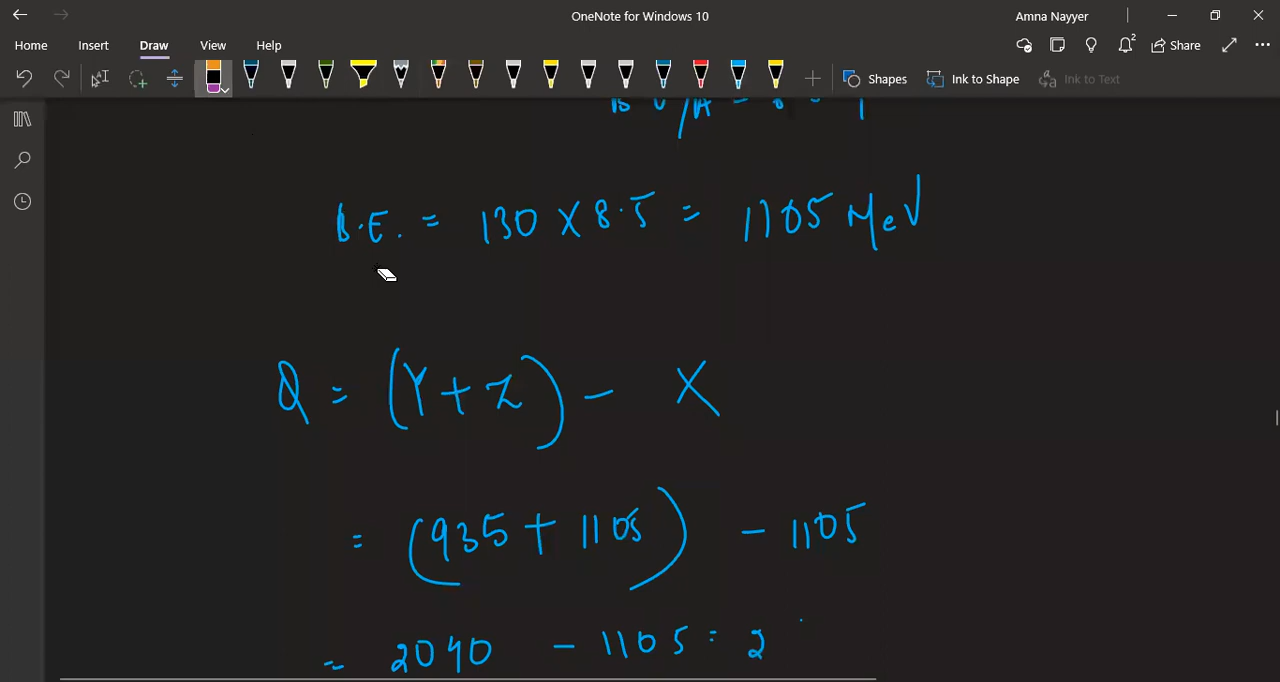 OneNote for Windows 10
Amna Nayyer
Home Insert Draw View Help
Share
Shapes
Ink to Shape
Ink to Text
B.E. = 130 X 8.5 = 1105 MeV
Q = (Y + Z) - X
= (935 + 1105) - 1105
= 2040 - 1105 = 2